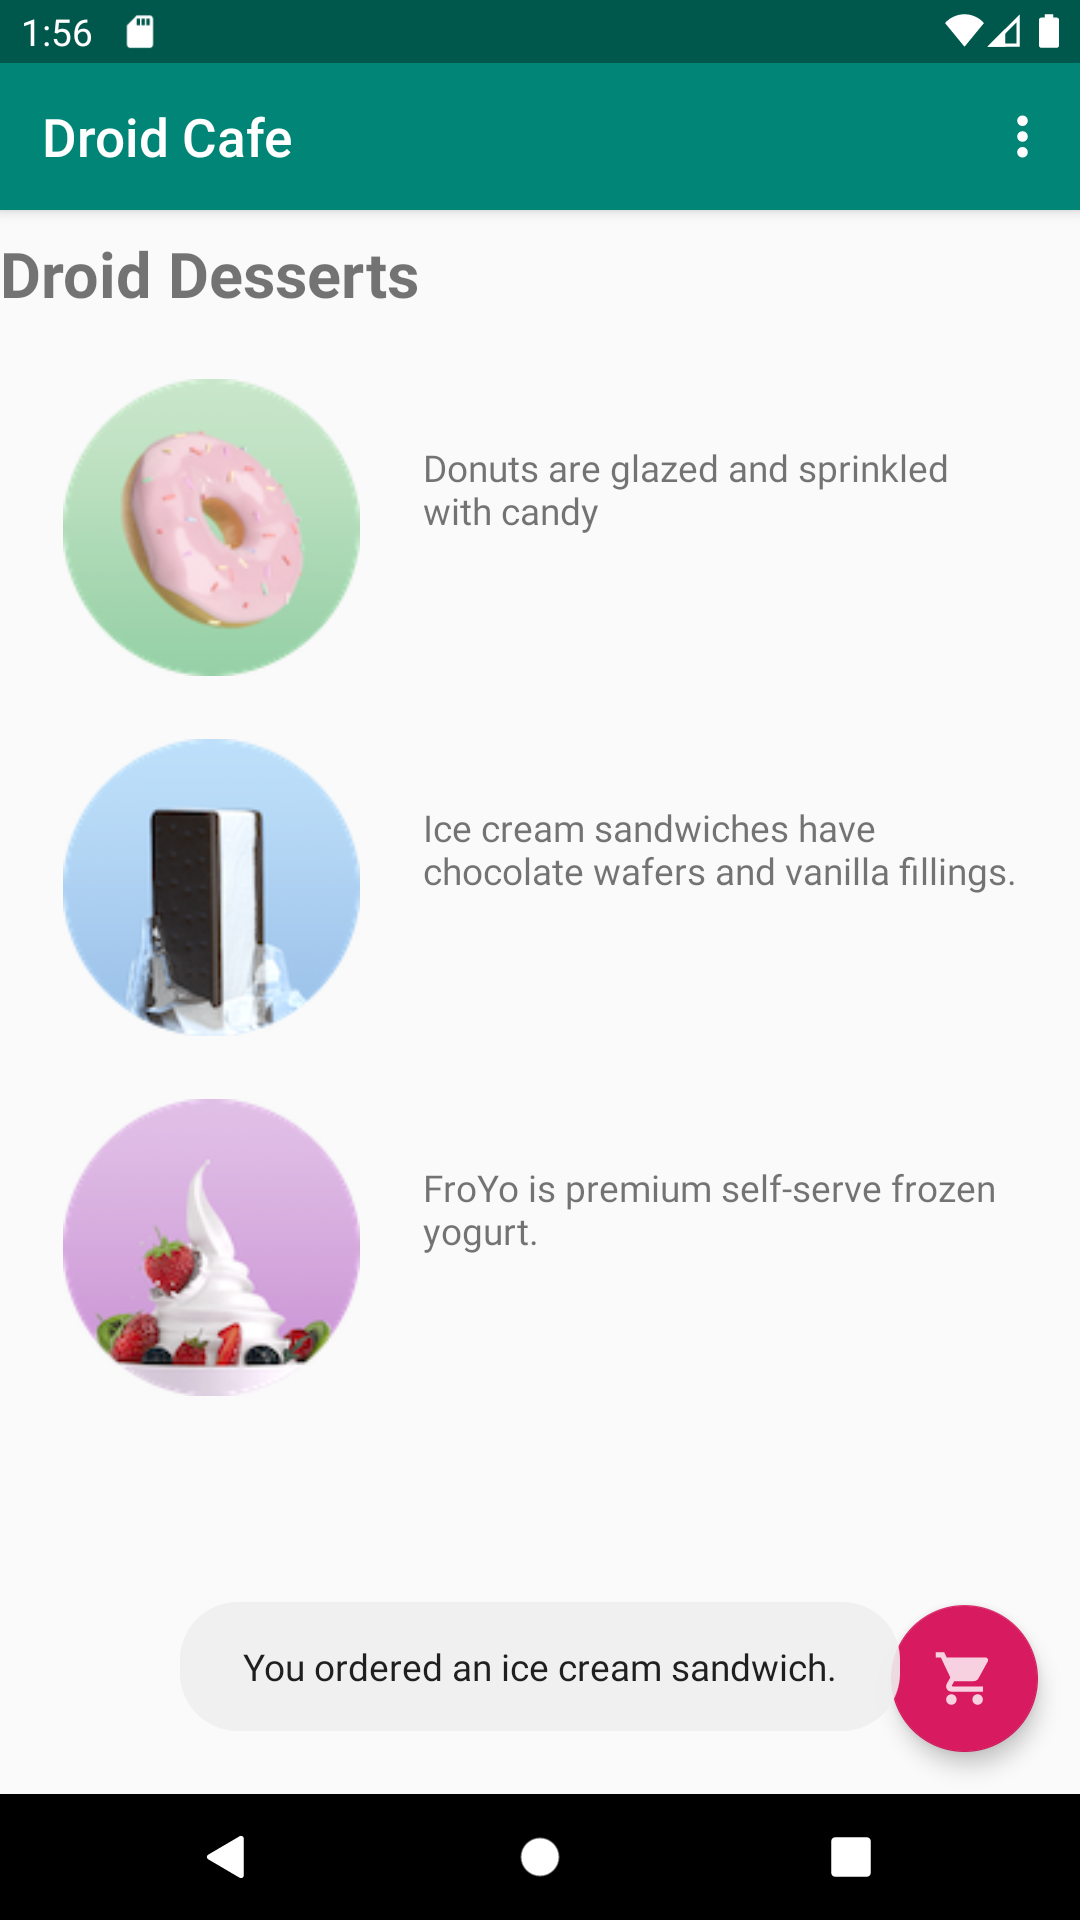 1:56
Droid Cafe
Droid Desserts
Donuts are glazed and sprinkled
with candy
Ice cream sandwiches have
chocolate wafers and vanilla fillings.
FroYo is premium self-serve frozen
yogurt.
You ordered an ice cream sandwich.